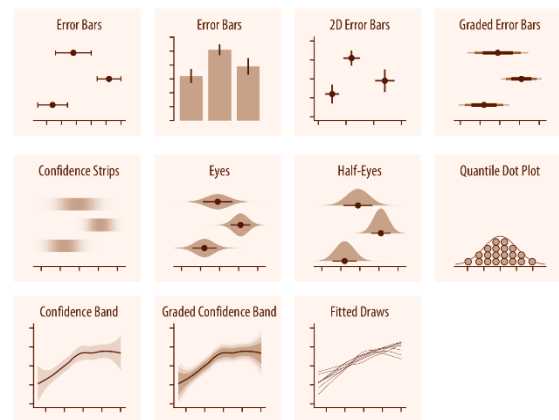 Error Bars
Error Bars
2D Error Bars
Graded Error Bars
Confidence Strips
Eyes
Half-Eyes
Quantile Dot Plot
Confidence Band
Graded Confidence Band
Fitted Draws